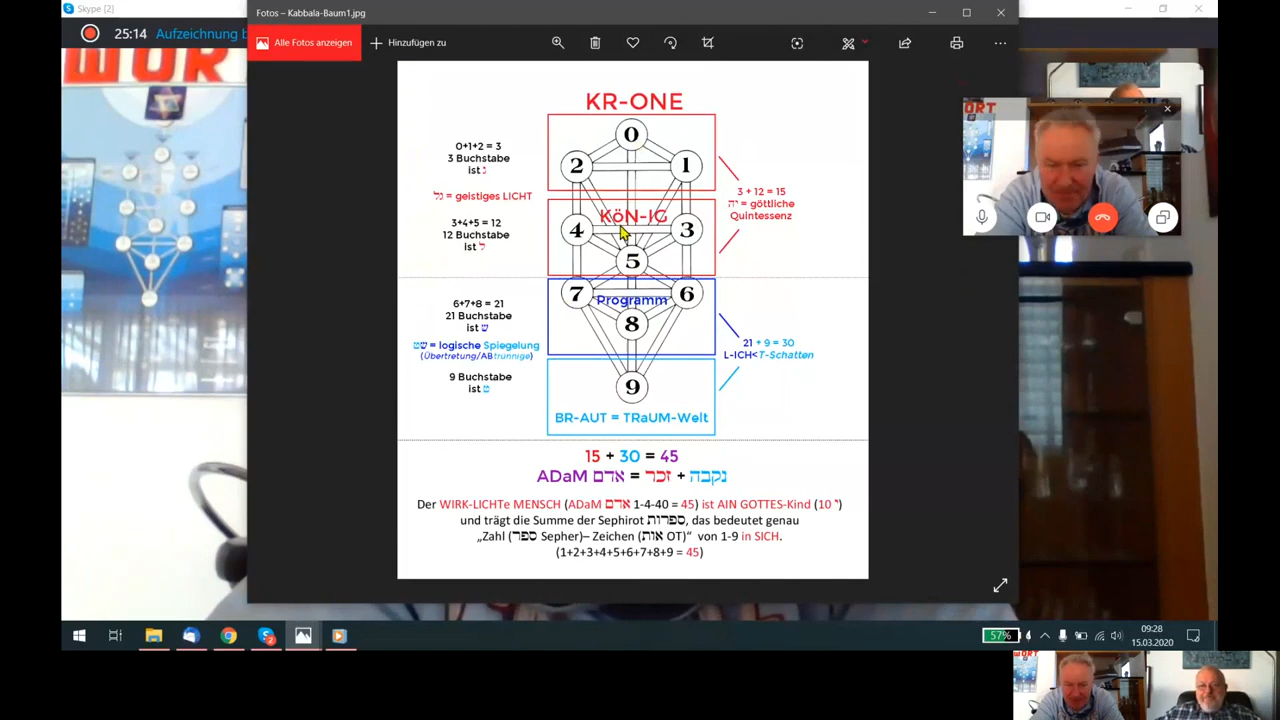 Skype [2]
Fotos – Kabbala-Baum1.jpg
25:14 Aufzeichnung b
Alle Fotos anzeigen
Hinzufügen zu
WORT
KR-ONE
0
2
1
0+1+2 = 3
3 Buchstabe
ist ג
גל = geistiges LICHT
3+4+5 = 12
12 Buchstabe
ist ל
KöN-IG
4
3
5
3 + 12 = 15
יה = göttliche
Quintessenz
7
6
Programm
8
6+7+8 = 21
21 Buchstabe
ist ש
שט = logische Spiegelung
(Übertretung/ABtrünnige)
9 Buchstabe
ist ט
21 + 9 = 30
L-ICH<T-Schatten
9
BR-AUT = TRaUM-Welt
15 + 30 = 45
ADaM אדם = זכר + נקבה
Der WIRK-LICHTe MENSCH (ADaM אדם 1-4-40 = 45) ist AIN GOTTES-Kind (10 י)
und trägt die Summe der Sephirot ספרות, das bedeutet genau
„Zahl (ספר Sepher)– Zeichen (אות OT)“ von 1-9 in SICH.
(1+2+3+4+5+6+7+8+9 = 45)
ORT
57%
09:28
15.03.2020
WORT